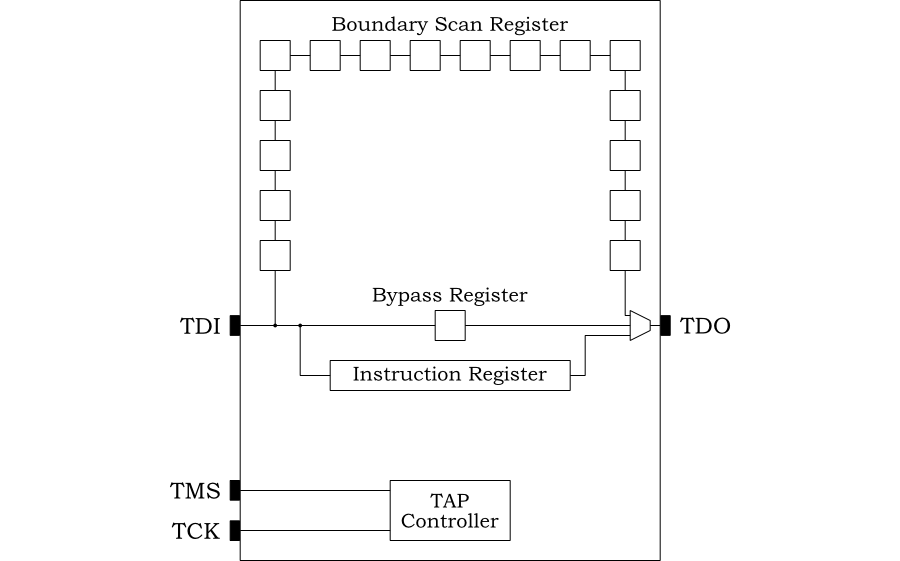 Boundary Scan Register
Bypass Register
TDI
TDO
Instruction Register
TMS
TAP
Controller
TCK